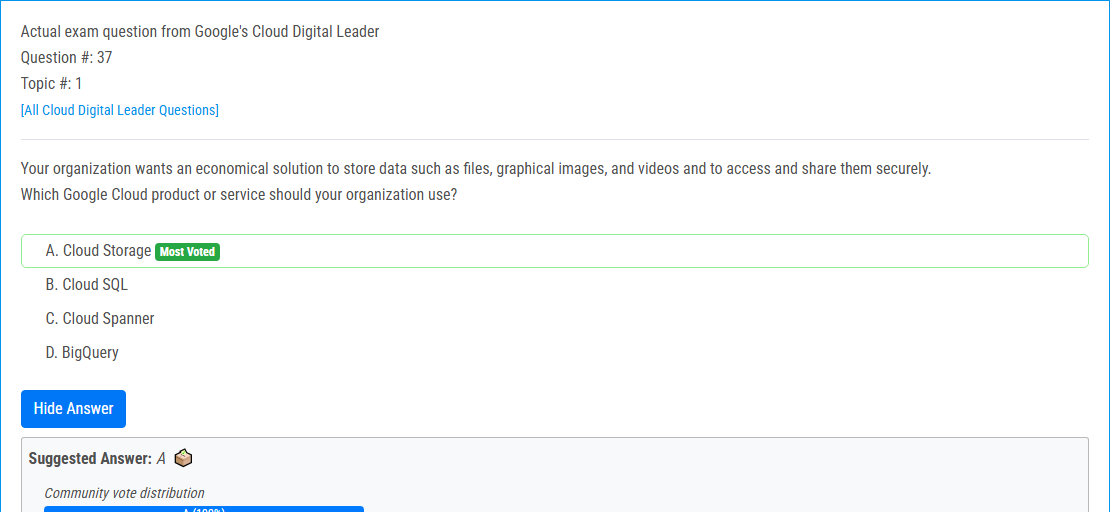 Actual exam question from Google's Cloud Digital Leader
Question #: 37
Topic #: 1
[All Cloud Digital Leader Questions]
Your organization wants an economical solution to store data such as files, graphical images, and videos and to access and share them securely.
Which Google Cloud product or service should your organization use?
A. Cloud Storage Most Voted
B. Cloud SQL
C. Cloud Spanner
D. BigQuery
Hide Answer
Suggested Answer: A
Community vote distribution
A (100%)